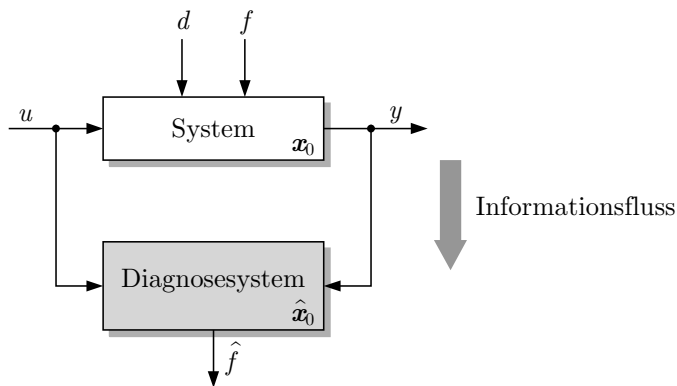 d f
u
System
y
x₀
Informationsfluss
Diagnosesystem
x̂₀
f̂